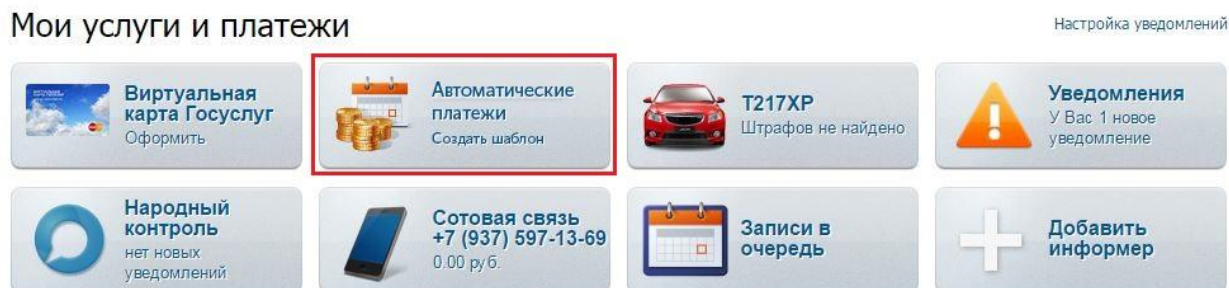 Мои услуги и платежи
Настройка уведомлений
Виртуальная
карта Госуслуг
Оформить
Автоматические
платежи
Создать шаблон
Т217ХР
Штрафов не найдено
Уведомления
У Вас 1 новое
уведомление
Народный
контроль
нет новых
уведомлений
Сотовая связь
+7 (937) 597-13-69
0.00 руб.
Записи в
очередь
Добавить
информер